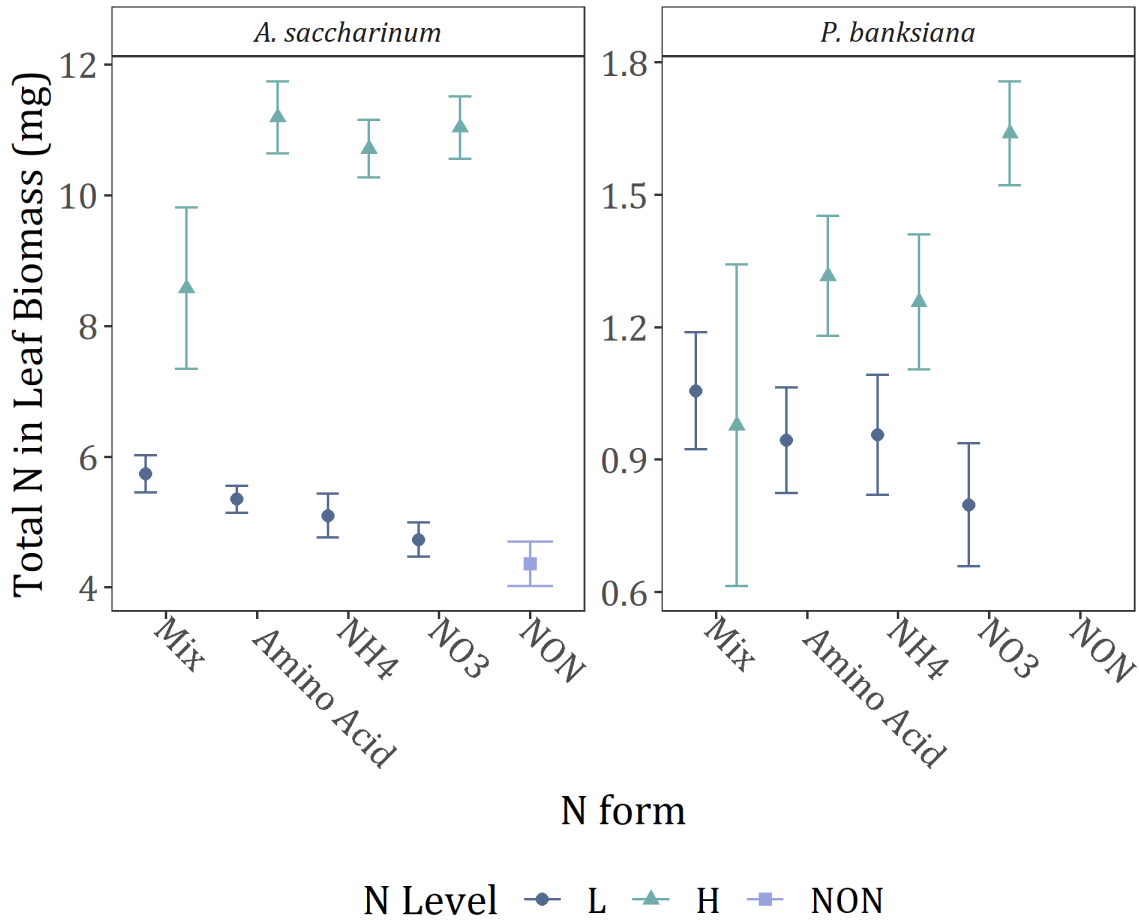 A. saccharinum
P. banksiana
Total N in Leaf Biomass (mg)
12
10
8
6
4
1.8
1.5
1.2
0.9
0.6
Mix
Amino Acid
NH4
NO3
NON
Mix
Amino Acid
NH4
NO3
NON
N form
N Level L H NON